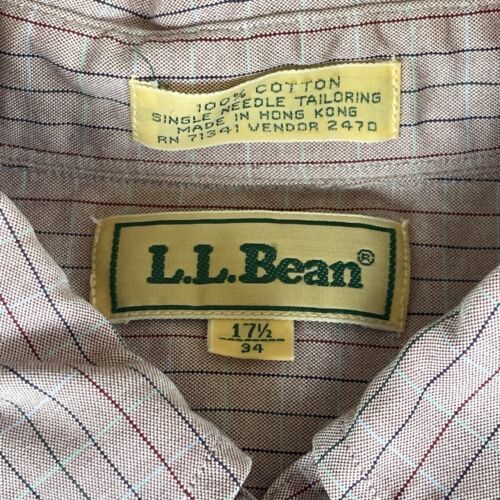 100% COTTON
SINGLE NEEDLE TAILORING
MADE IN HONG KONG
RN 71341 VENDOR 2470
L.L.Bean®
17½
34